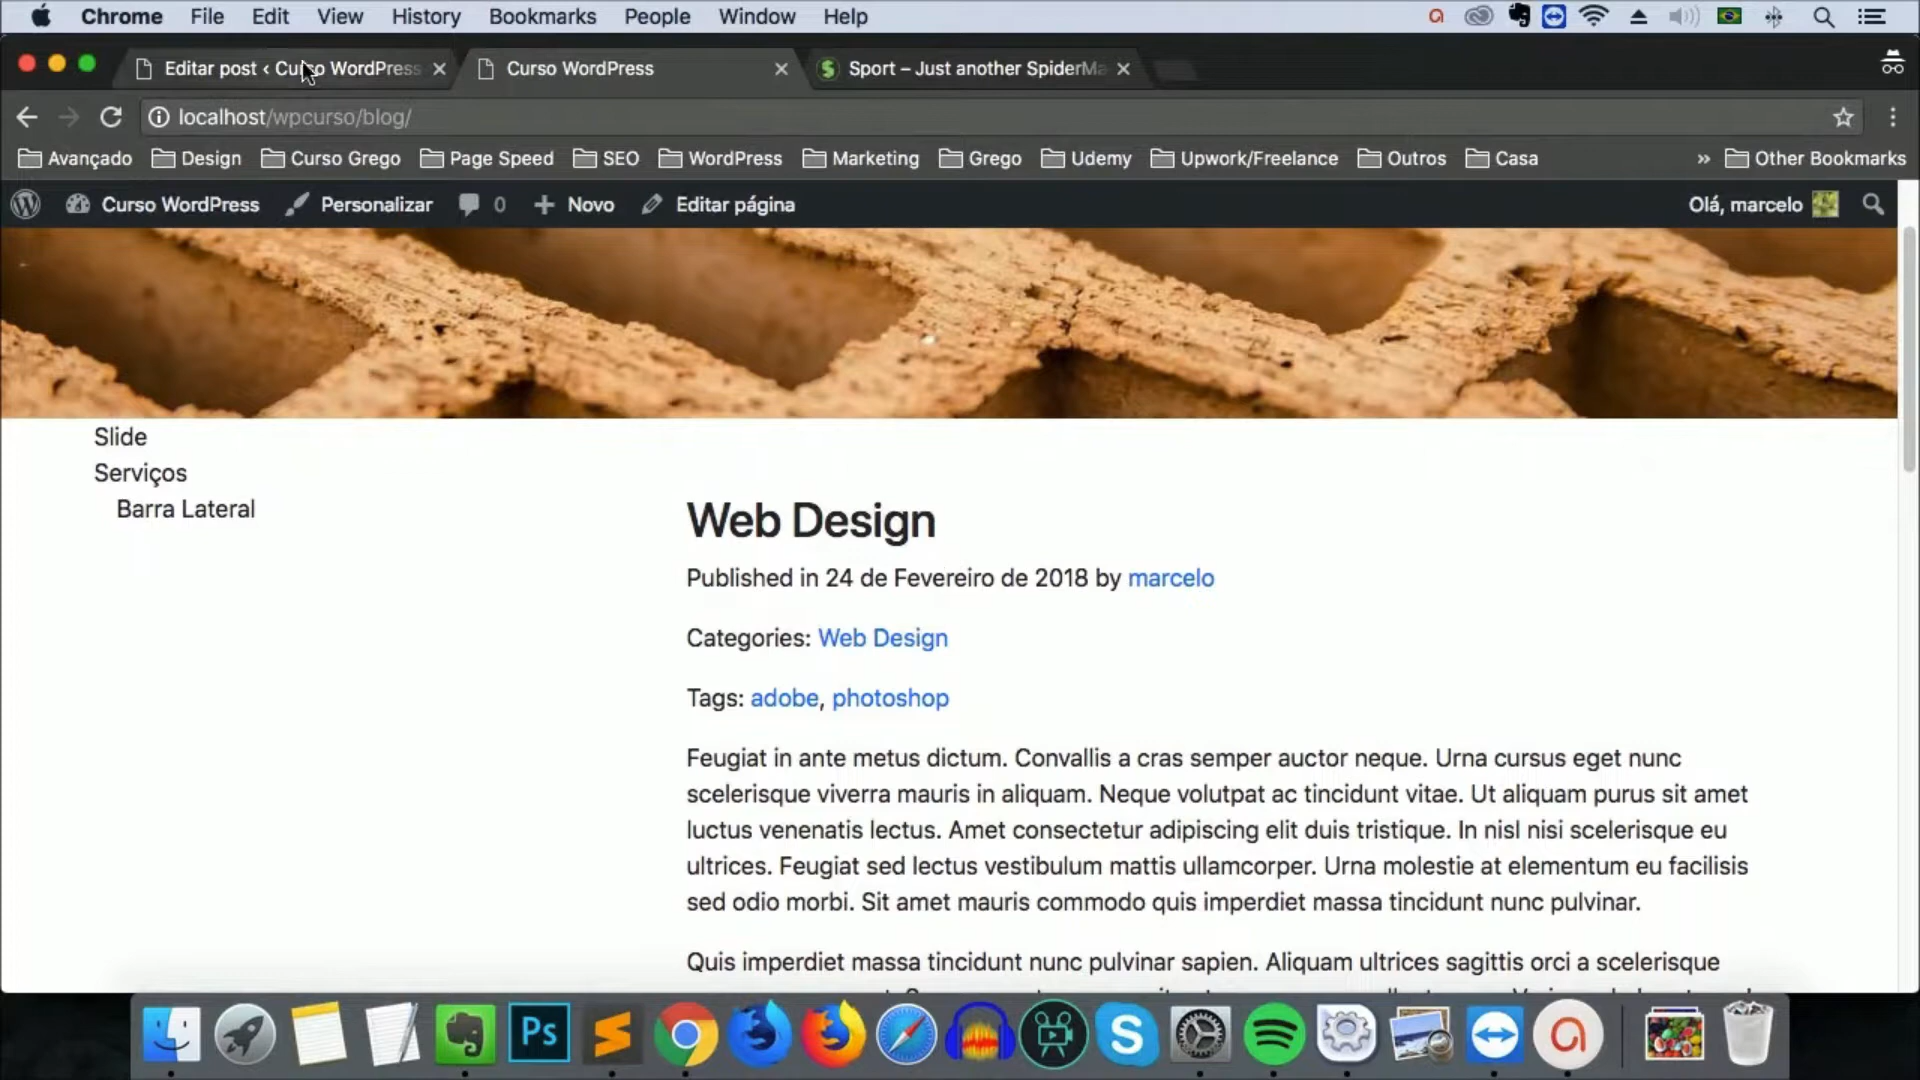 Chrome File Edit View History Bookmarks People Window Help
Editar post ‹ Curso WordPress
Curso WordPress
Sport – Just another SpiderMa
localhost/wpcurso/blog/
Avançado Design Curso Grego Page Speed SEO WordPress Marketing Grego Udemy Upwork/Freelance Outros Casa » Other Bookmarks
Curso WordPress Personalizar 0 Novo Editar página Olá, marcelo
Slide
Serviços
Barra Lateral
Web Design
Published in 24 de Fevereiro de 2018 by marcelo
Categories: Web Design
Tags: adobe, photoshop
Feugiat in ante metus dictum. Convallis a cras semper auctor neque. Urna cursus eget nunc
scelerisque viverra mauris in aliquam. Neque volutpat ac tincidunt vitae. Ut aliquam purus sit amet
luctus venenatis lectus. Amet consectetur adipiscing elit duis tristique. In nisl nisi scelerisque eu
ultrices. Feugiat sed lectus vestibulum mattis ullamcorper. Urna molestie at elementum eu facilisis
sed odio morbi. Sit amet mauris commodo quis imperdiet massa tincidunt nunc pulvinar.
Quis imperdiet massa tincidunt nunc pulvinar sapien. Aliquam ultrices sagittis orci a scelerisque
Ps